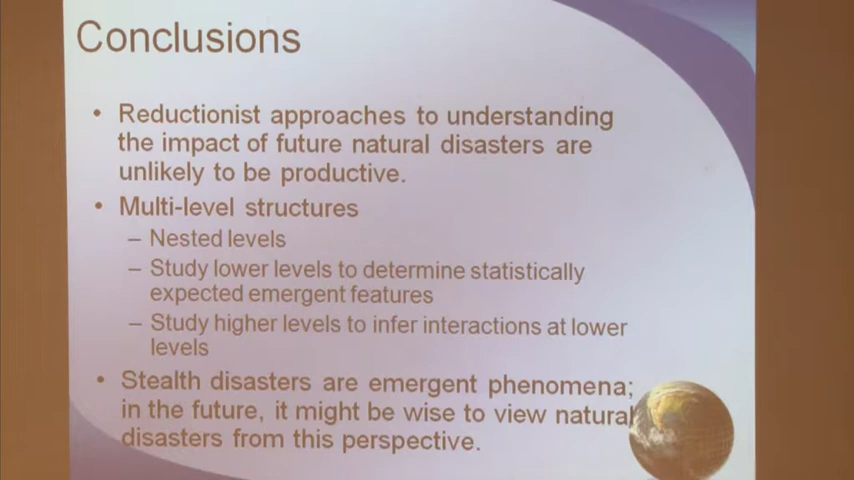 Conclusions
• Reductionist approaches to understanding
the impact of future natural disasters are
unlikely to be productive.
• Multi-level structures
– Nested levels
– Study lower levels to determine statistically
expected emergent features
– Study higher levels to infer interactions at lower
levels
• Stealth disasters are emergent phenomena;
in the future, it might be wise to view natural
disasters from this perspective.